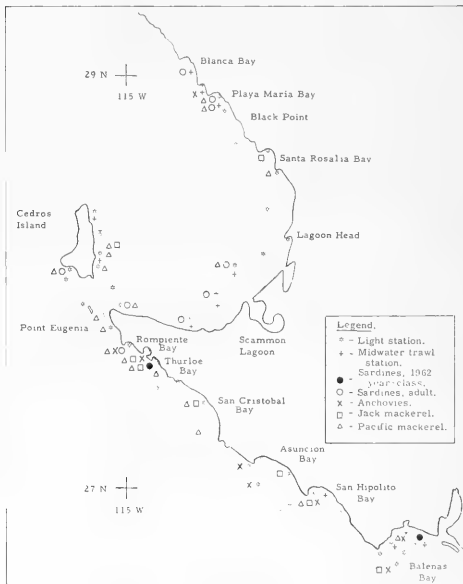 Blanca Bay
29 N
115 W
Playa Maria Bay
Black Point
Santa Rosalia Bay
Cedros
Island
Lagoon Head
Point Eugenia
Rompiente
Bay
Thurloe
Bay
Scammon
Lagoon
Legend.
- Light station.
- Midwater trawl
station.
- Sardines, 1962
year-class.
- Sardines, adult.
- Anchovies.
- Jack mackerel.
- Pacific mackerel.
San Cristobal
Bay
Asuncion
Bay
27 N
115 W
San Hipolito
Bay
Balenas
Bay